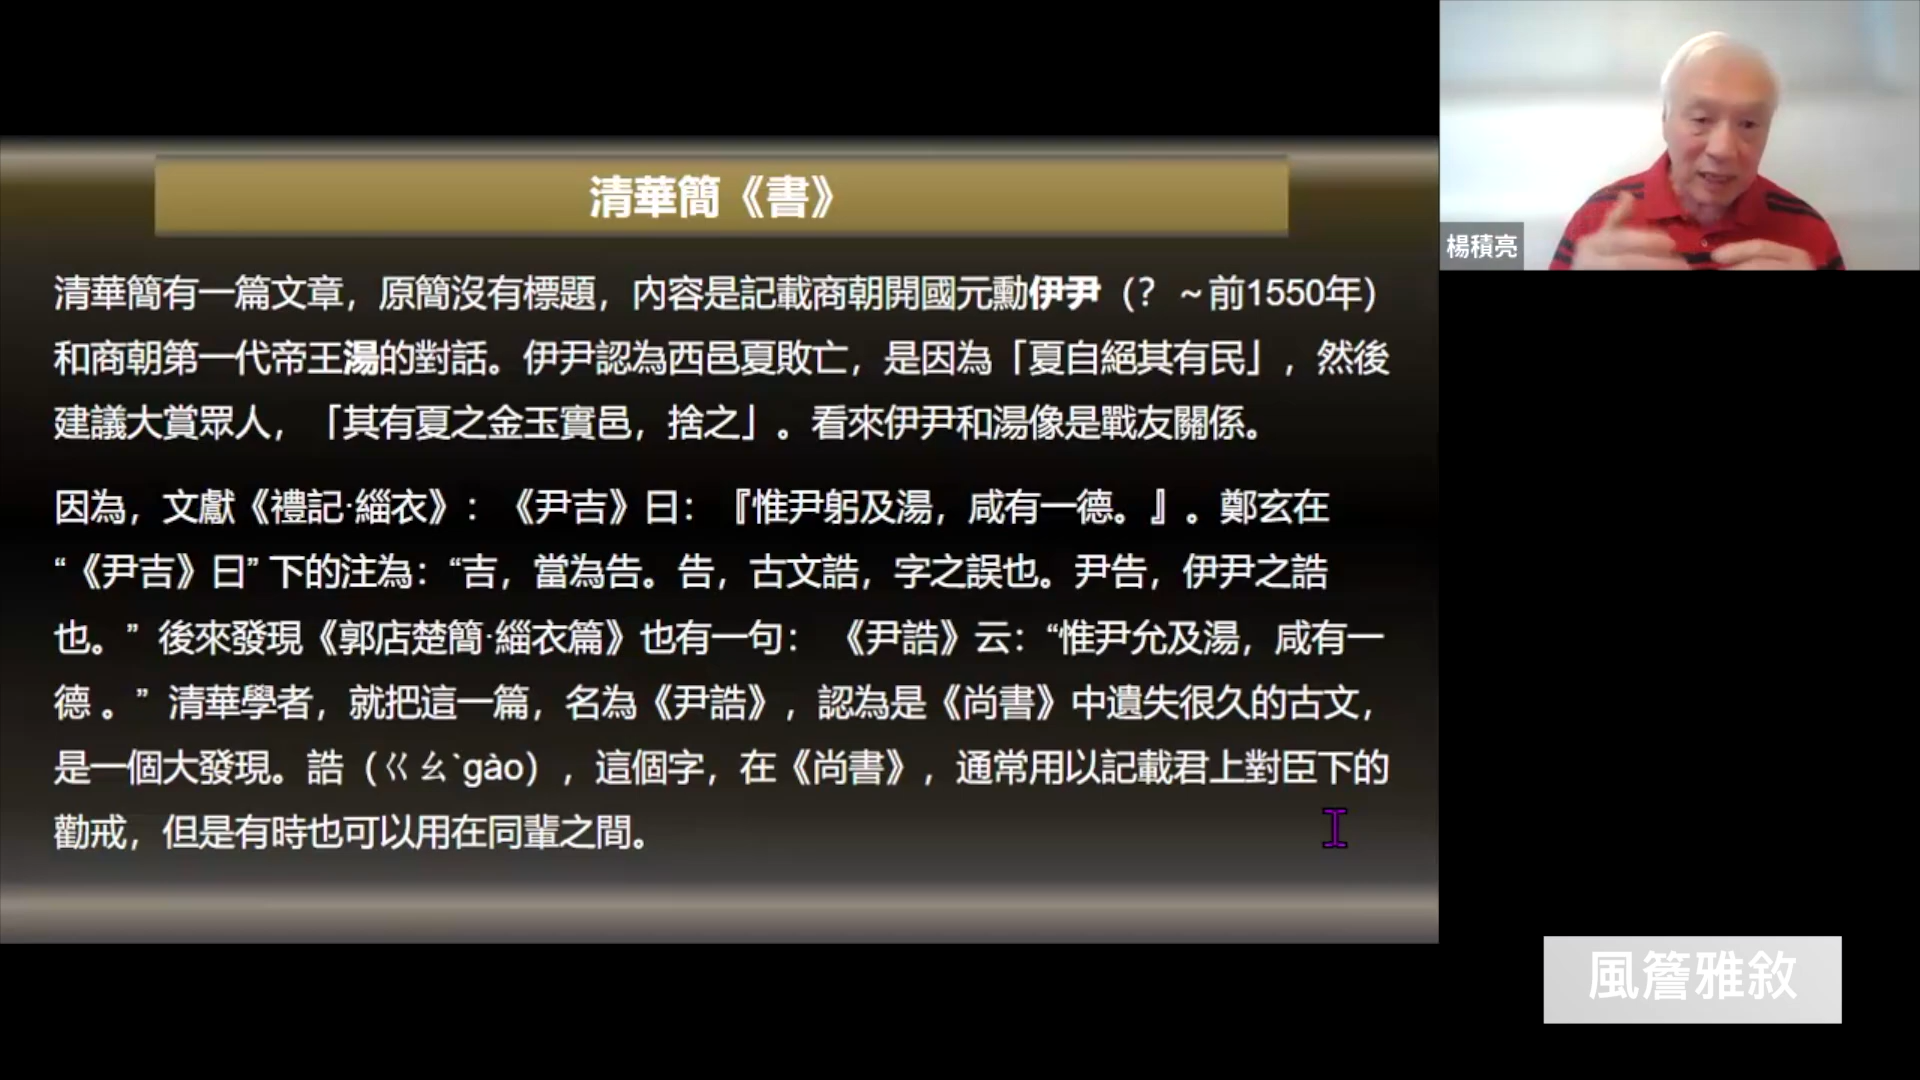 清華簡《書》
清華簡有一篇文章，原簡沒有標題，內容是記載商朝開國元勳伊尹（？～前1550年）
和商朝第一代帝王湯的對話。伊尹認為西邑夏敗亡，是因為「夏自絕其有民」，然後
建議大賞眾人，「其有夏之金玉實邑，捨之」。看來伊尹和湯像是戰友關係。
因為，文獻《禮記·緇衣》：《尹吉》曰：『惟尹躬及湯，咸有一德。』。鄭玄在
“《尹吉》曰” 下的注為：“吉，當為告。告，古文誥，字之誤也。尹告，伊尹之誥
也。” 後來發現《郭店楚簡·緇衣篇》也有一句： 《尹誥》云：“惟尹允及湯，咸有一
德 。” 清華學者，就把這一篇，名為《尹誥》，認為是《尚書》中遺失很久的古文，
是一個大發現。誥（ㄍㄠˋgào），這個字，在《尚書》，通常用以記載君上對臣下的
勸戒，但是有時也可以用在同輩之間。
楊積亮
風簷雅敘